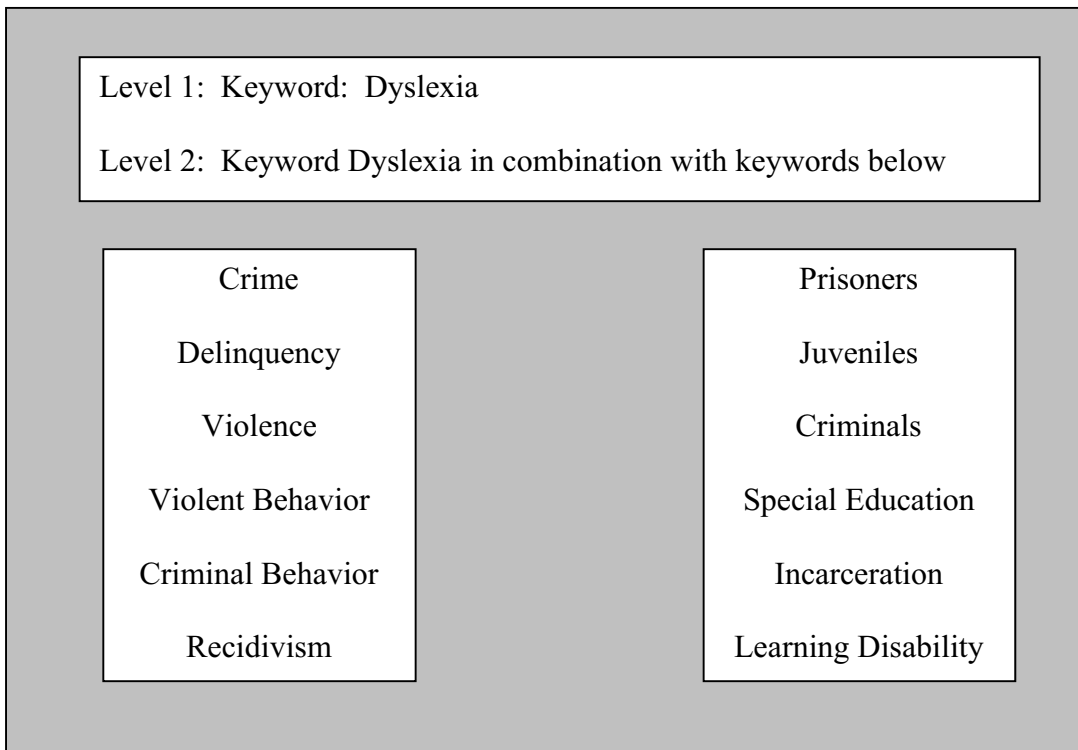 Level 1: Keyword: Dyslexia
Level 2: Keyword Dyslexia in combination with keywords below
Crime
Delinquency
Violence
Violent Behavior
Criminal Behavior
Recidivism
Prisoners
Juveniles
Criminals
Special Education
Incarceration
Learning Disability